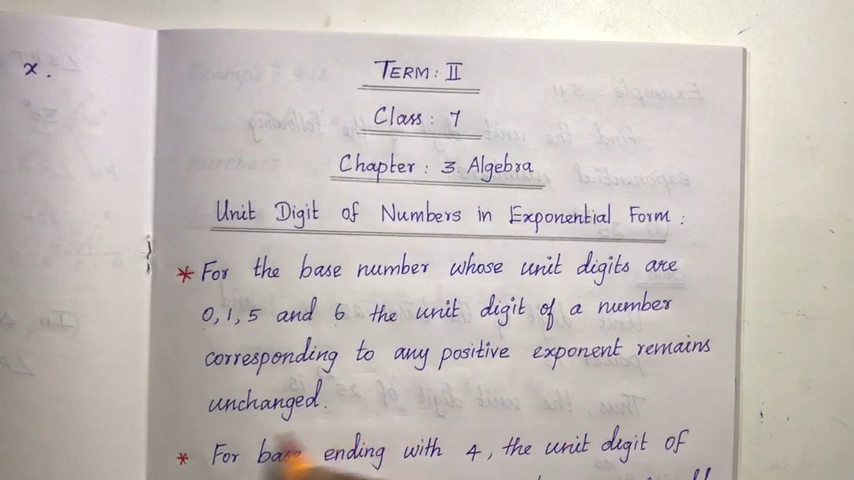 x.
TERM: II
Class: 7
Chapter: 3 Algebra
Unit Digit of Numbers in Exponential Form:
* For the base number whose unit digits are
0, 1, 5 and 6 the unit digit of a number
corresponding to any positive exponent remains
unchanged.
* For base ending with 4, the unit digit of